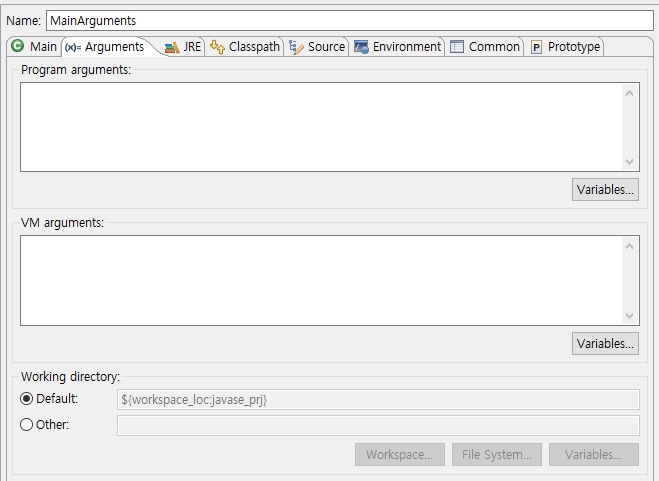 Name: MainArguments
Main (x)= Arguments JRE Classpath Source Environment Common P Prototype
Program arguments:
Variables...
VM arguments:
Variables...
Working directory:
Default: ${workspace_loc:javase_prj}
Other:
Workspace... File System... Variables...